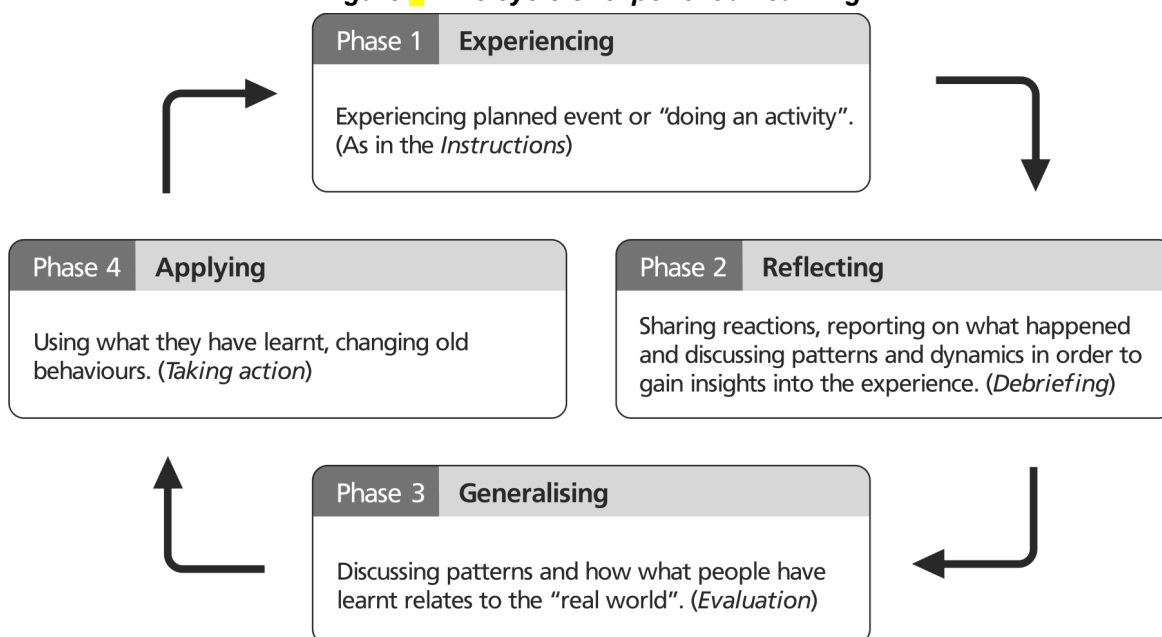 Phase 1 Experiencing
Experiencing planned event or “doing an activity”.
(As in the Instructions)
Phase 2 Reflecting
Sharing reactions, reporting on what happened
and discussing patterns and dynamics in order to
gain insights into the experience. (Debriefing)
Phase 3 Generalising
Discussing patterns and how what people have
learnt relates to the “real world”. (Evaluation)
Phase 4 Applying
Using what they have learnt, changing old
behaviours. (Taking action)